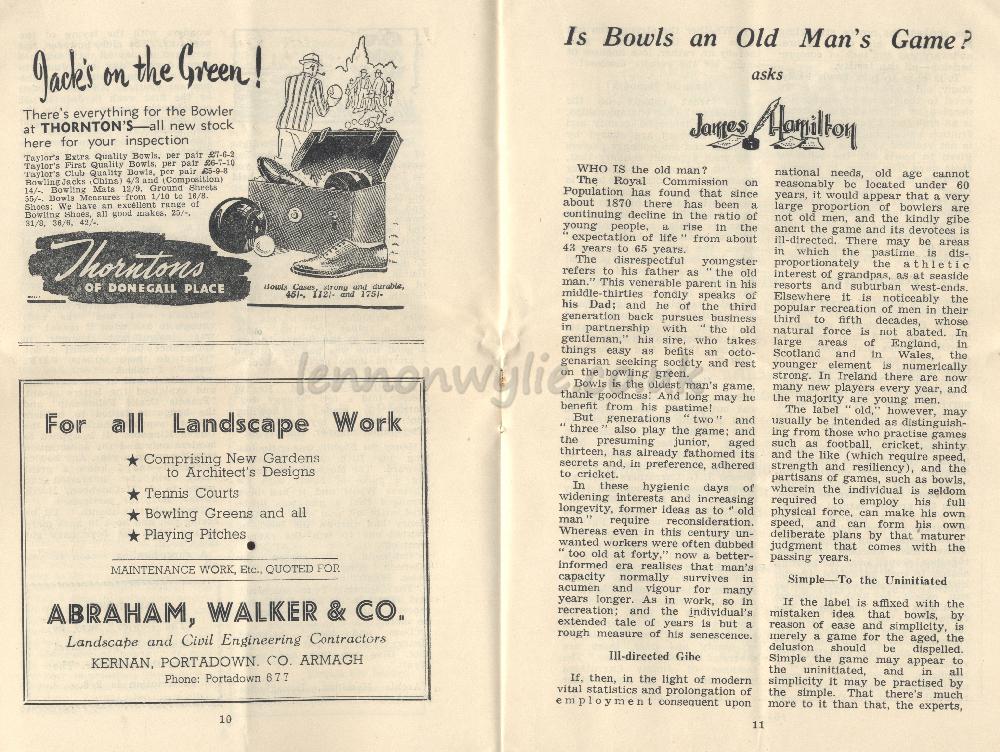 Jack's on the Green!
There's everything for the Bowler
at THORNTON'S—all new stock
here for your inspection
Taylor's Extra Quality Bowls, per pair £7-6-2
Taylor's First Quality Bowls, per pair £6-7-10
Taylor's Club Quality Bowls, per pair £5-9-8
Bowling Jacks (China) 4/3 and (Composition)
14/-. Bowling Mats 12/9. Ground Sheets
35/-. Bowls Measures from 1/10 to 16/8.
Shoes: We have an excellent range of
Bowling Shoes, all good makes, 25/-,
31/9, 36/6, 42/-.
Thorntons
OF DONEGALL PLACE
Bowls Cases, strong and durable,
45/-, 112/- and 175/-
For all Landscape Work
★ Comprising New Gardens
to Architect's Designs
★ Tennis Courts
★ Bowling Greens and all
★ Playing Pitches
MAINTENANCE WORK, Etc., QUOTED FOR
ABRAHAM, WALKER & CO.
Landscape and Civil Engineering Contractors
KERNAN, PORTADOWN. CO. ARMAGH
Phone: Portadown 677
10
Is Bowls an Old Man's Game?
asks
James Hamilton
WHO IS the old man?
The Royal Commission on
Population has found that since
about 1870 there has been a
continuing decline in the ratio of
young people, a rise in the
"expectation of life" from about
43 years to 65 years.
The disrespectful youngster
refers to his father as "the old
man." This venerable parent in his
middle-thirties fondly speaks of
his Dad; and he of the third
generation back pursues business
in partnership with "the old
gentleman," his sire, who takes
things easy as befits an octo-
genarian seeking society and rest
on the bowling green.
Bowls is the oldest man's game,
thank goodness! And long may he
benefit from his pastime!
But generations "two" and
"three" also play the game; and
the presuming junior, aged
thirteen, has already fathomed its
secrets and, in preference, adhered
to cricket.
In these hygienic days of
widening interests and increasing
longevity, former ideas as to "old
man" require reconsideration.
Whereas even in this century un-
wanted workers were often dubbed
"too old at forty," now a better-
informed era realises that man's
capacity normally survives in
acumen and vigour for many
years longer. As in work, so in
recreation; and the individual's
extended tale of years is but a
rough measure of his senescence.
Ill-directed Gibe
If, then, in the light of modern
vital statistics and prolongation of
employment consequent upon
national needs, old age cannot
reasonably be located under 60
years, it would appear that a very
large proportion of bowlers are
not old men, and the kindly gibe
anent the game and its devotees is
ill-directed. There may be areas
in which the pastime is dis-
proportionately the athletic
interest of grandpas, as at seaside
resorts and suburban west-ends.
Elsewhere it is noticeably the
popular recreation of men in their
third to fifth decades, whose
natural force is not abated. In
large areas of England, in
Scotland and in Wales, the
younger element is numerically
strong. In Ireland there are now
many new players every year, and
the majority are young men.
The label "old," however, may
usually be intended as distinguish-
ing from those who practise games
such as football, cricket, shinty
and the like (which require speed,
strength and resiliency), and the
partisans of games, such as bowls,
wherein the individual is seldom
required to employ his full
physical force, can make his own
speed, and can form his own
deliberate plans by that maturer
judgment that comes with the
passing years.
Simple—To the Uninitiated
If the label is affixed with the
mistaken idea that bowls, by
reason of ease and simplicity, is
merely a game for the aged, the
delusion should be dispelled.
Simple the game may appear to
the uninitiated, and in all
simplicity it may be practised by
the simple. That there's much
more to it than that, the experts,
11